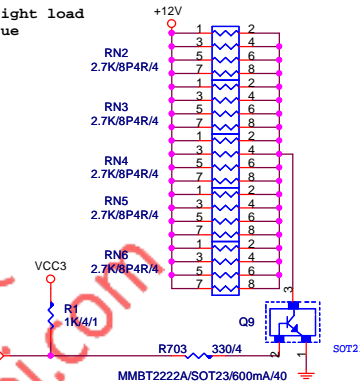 ight load
ue
+12V
1 2
3 4
RN2 5 6
2.7K/8P4R/4 7 8
1 2
RN3 3 4
5 6
2.7K/8P4R/4 7 8
1 2
RN4 3 4
5 6
2.7K/8P4R/4 7 8
1 2
RN5 3 4
2.7K/8P4R/4 5 6
7 8
RN6 1 2
3 4
2.7K/8P4R/4 5 6
7 8
VCC3
R1
1K/4/1
3
Q9
R703 330/4
2 1
SOT2
MMBT2222A/SOT23/600mA/40
.com